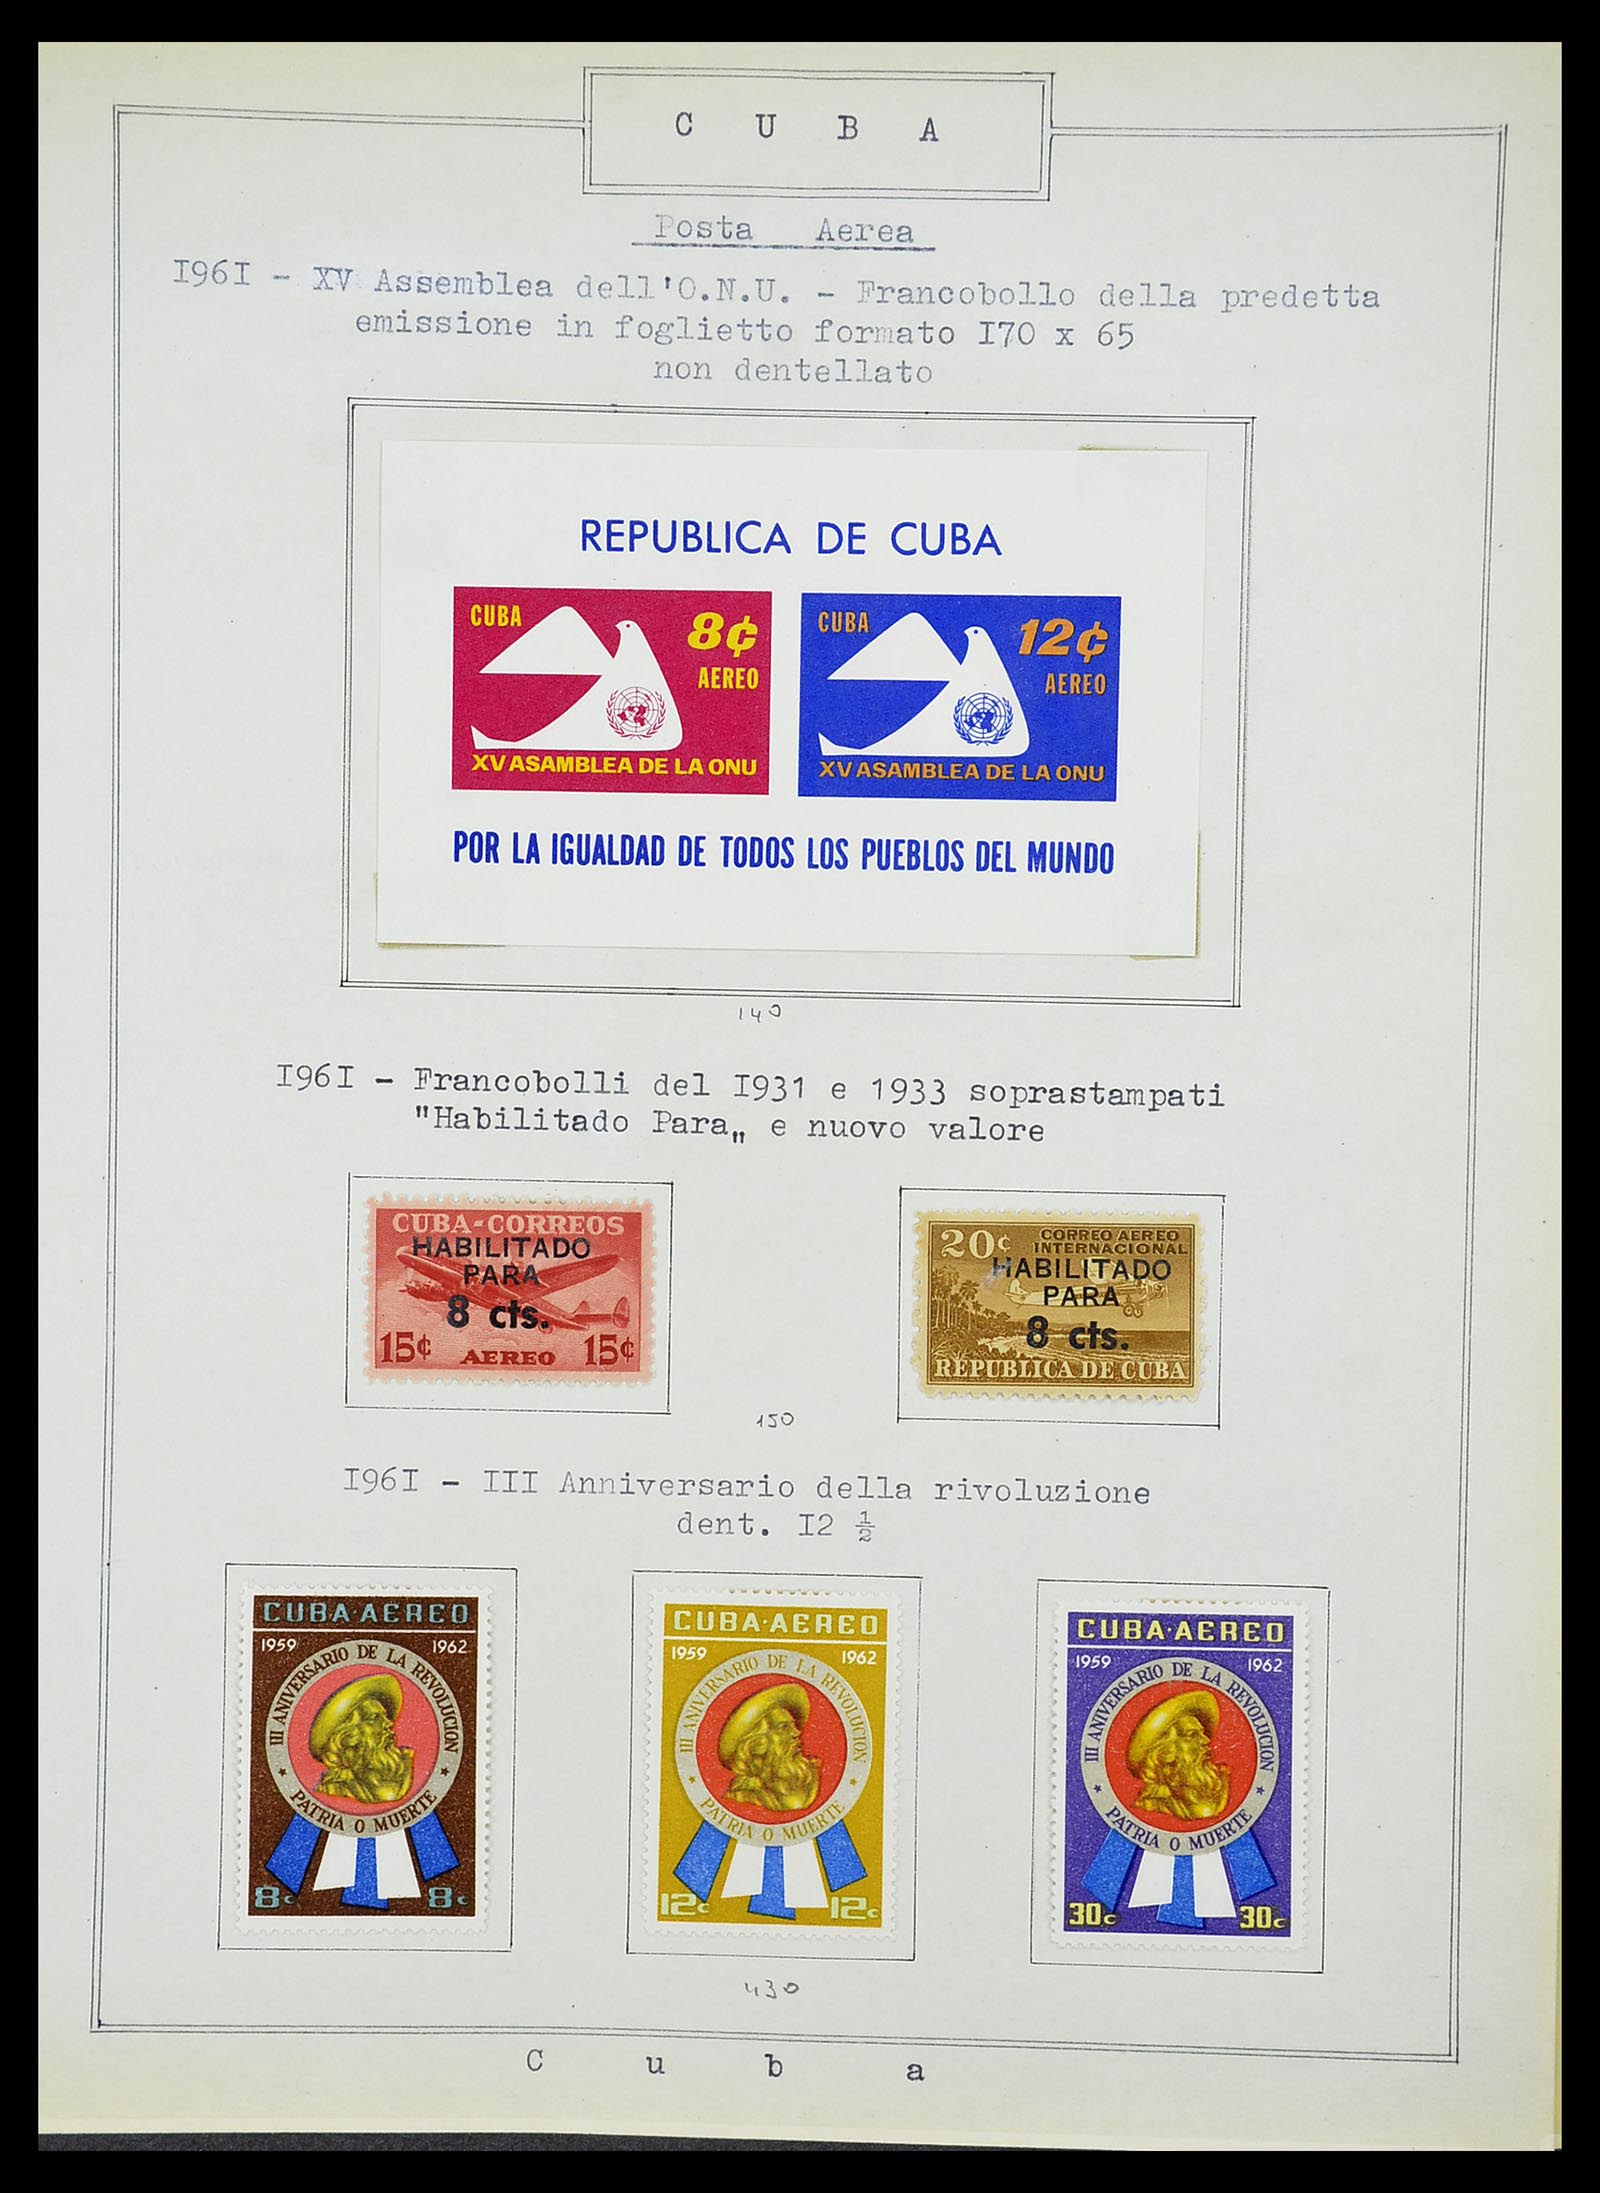 C U B A
Posta Aerea
I96I - XV Assemblea dell'O.N.U. - Francobollo della predetta
emissione in foglietto formato I70 x 65
non dentellato
REPUBLICA DE CUBA
CUBA 8¢
AEREO
XV ASAMBLEA DE LA ONU
CUBA 12¢
AEREO
XV ASAMBLEA DE LA ONU
POR LA IGUALDAD DE TODOS LOS PUEBLOS DEL MUNDO
140
I96I - Francobolli del I931 e 1933 soprastampati
"Habilitado Para„ e nuovo valore
CUBA-CORREOS
HABILITADO
PARA
8 cts.
15¢ AEREO 15¢
20¢ CORREO AEREO
INTERNACIONAL
HABILITADO
PARA
8 cts.
REPUBLICA DE CUBA
150
I96I - III Anniversario della rivoluzione
dent. I2 ½
CUBA·AEREO
1959 1962
III ANIVERSARIO DE LA REVOLUCION
* PATRIA O MUERTE *
8c 8c
CUBA·AEREO
1959 1962
III ANIVERSARIO DE LA REVOLUCION
* PATRIA O MUERTE *
12c 12c
CUBA·AEREO
1959 1962
III ANIVERSARIO DE LA REVOLUCION
* PATRIA O MUERTE *
30c 30c
430
C u b a